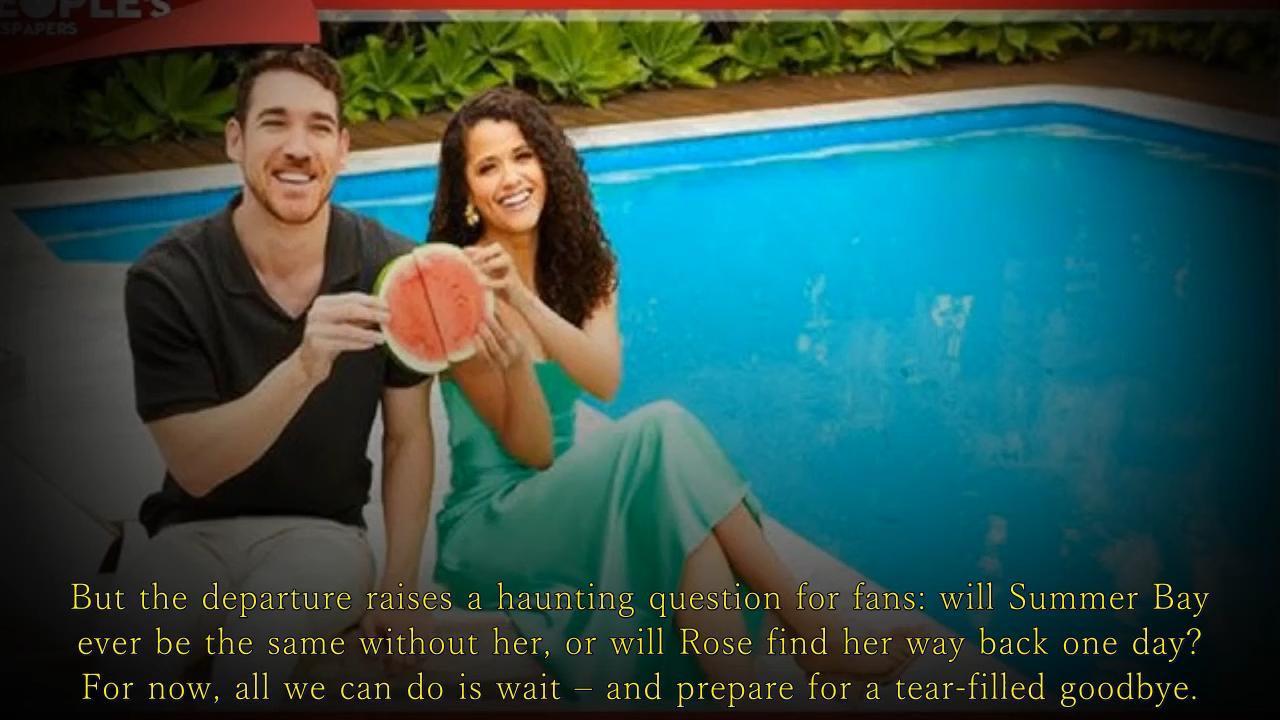 PEOPLE'S
SPAPERS
But the departure raises a haunting question for fans: will Summer Bay
ever be the same without her, or will Rose find her way back one day?
For now, all we can do is wait – and prepare for a tear-filled goodbye.